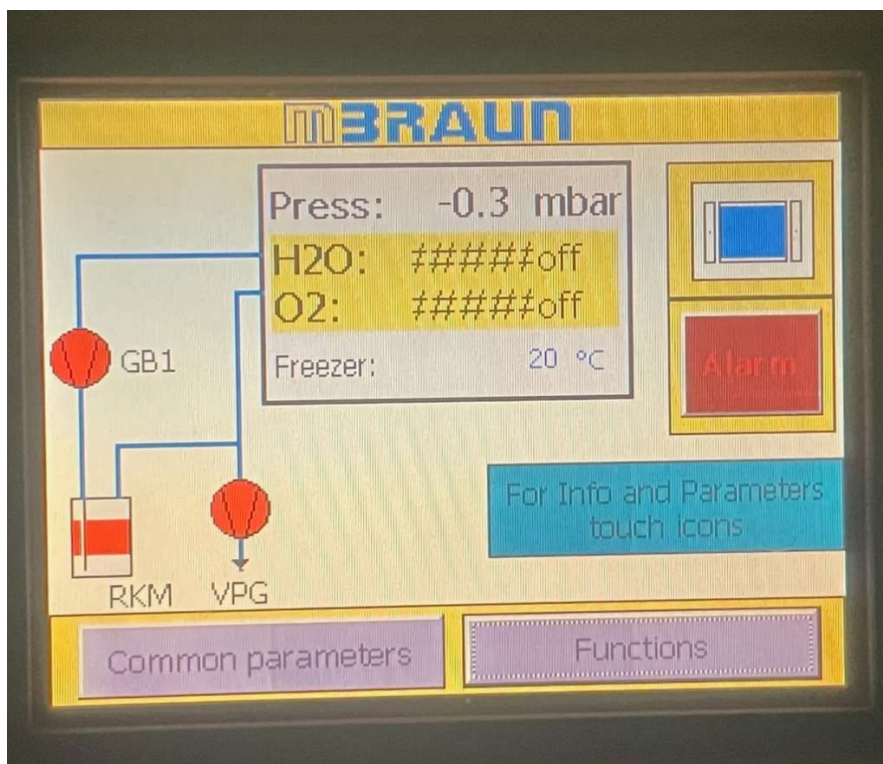 MBRAUN
Press: -0.3 mbar
H2O: #####off
O2: #####off
Freezer: 20 °C
GB1
Alarm
For Info and Parameters
touch icons
RKM
VPG
Common parameters
Functions